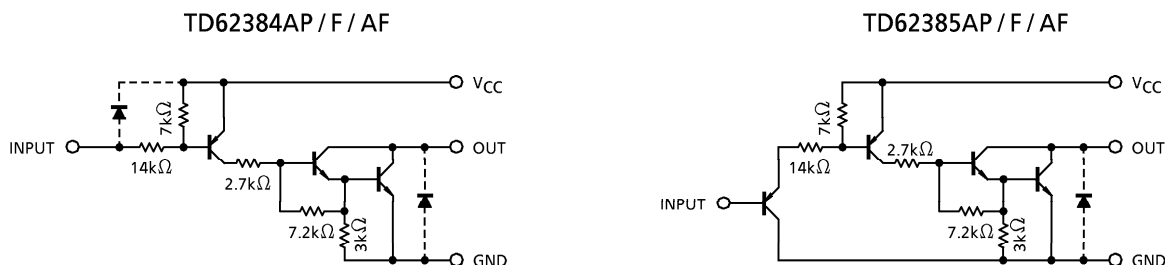 TD62384AP / F / AF
VCC
7kΩ
INPUT
14kΩ
2.7kΩ
OUT
7.2kΩ
3kΩ
GND
TD62385AP / F / AF
VCC
7kΩ
14kΩ
2.7kΩ
OUT
INPUT
7.2kΩ
3kΩ
GND